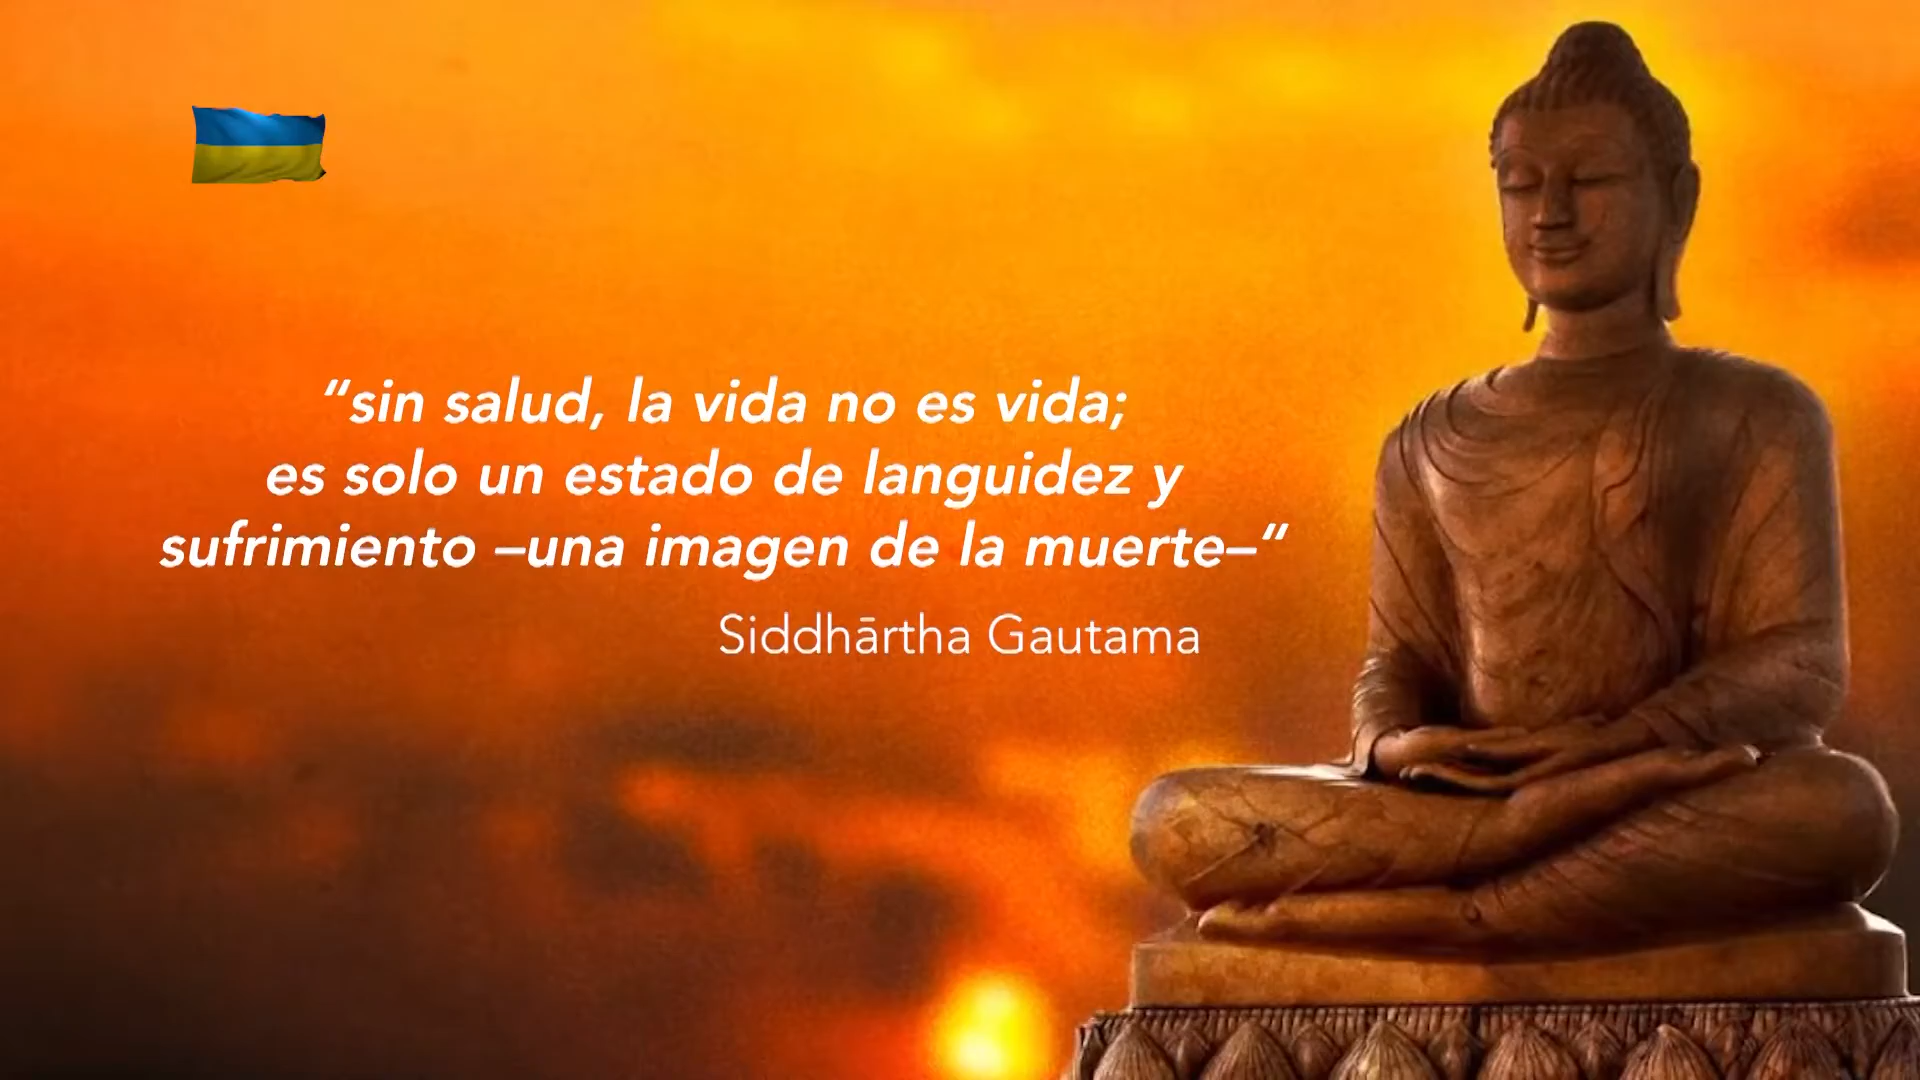 “sin salud, la vida no es vida;
es solo un estado de languidez y
sufrimiento –una imagen de la muerte–“
Siddhārtha Gautama